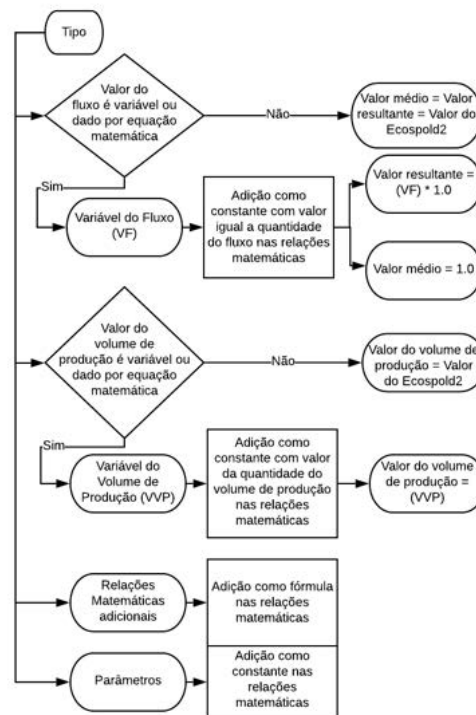 Tipo
Valor do
fluxo é variável ou
dado por equação
matemática
Não
Valor médio = Valor
resultante = Valor do
Ecospold2
Sim
Variável do Fluxo
(VF)
Adição como
constante com valor
igual a quantidade
do fluxo nas relações
matemáticas
Valor resultante =
(VF) * 1.0
Valor médio = 1.0
Valor do
volume de
produção é variável ou
dado por equação
matemática
Não
Valor do volume de
produção = Valor
do Ecospold2
Sim
Variável do
Volume de
Produção (VVP)
Adição como
constante com valor
da quantidade do
volume de produção
nas relações
matemáticas
Valor do volume
de produção =
(VVP)
Relações
Matemáticas
adicionais
Adição como fórmula
nas relações
matemáticas
Parâmetros
Adição como
constante nas
relações
matemáticas